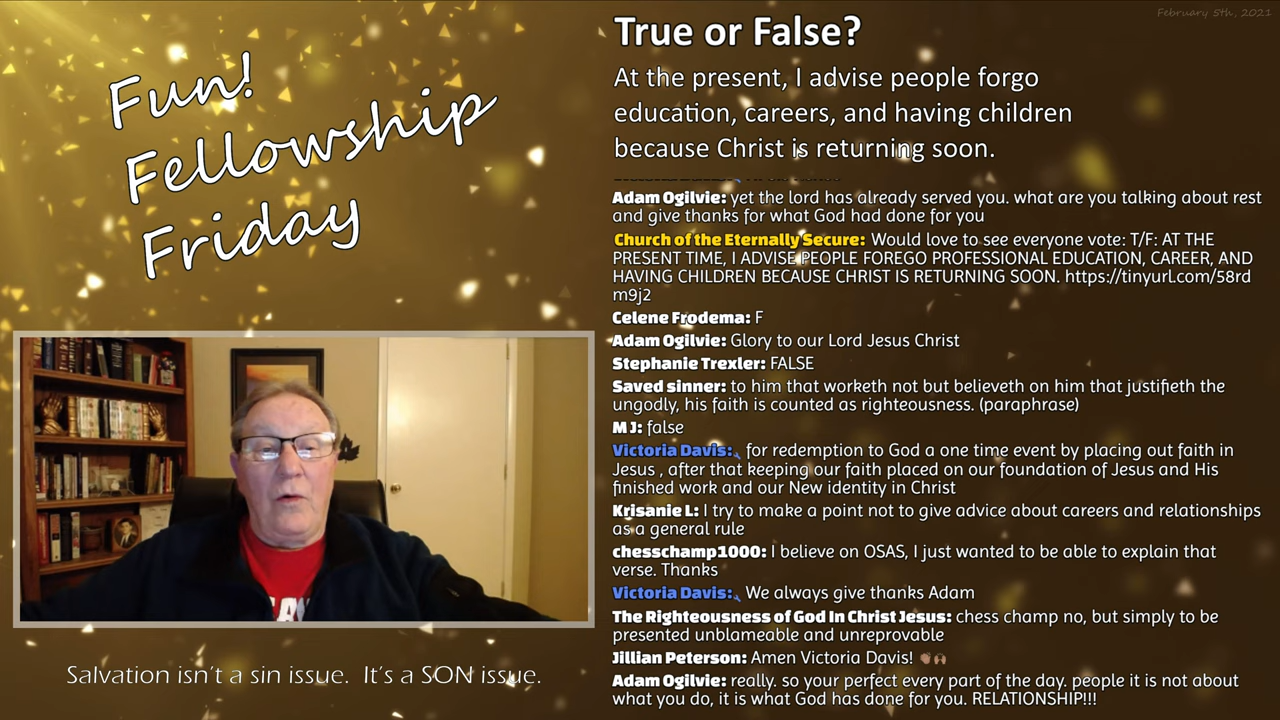 Fun!
Fellowship
Friday
Salvation isn't a sin issue. It's a SON issue.
February 5th, 2021
True or False?
At the present, I advise people forgo
education, careers, and having children
because Christ is returning soon.
Adam Ogilvie: yet the lord has already served you. what are you talking about rest
and give thanks for what God had done for you
Church of the Eternally Secure: Would love to see everyone vote: T/F: AT THE
PRESENT TIME, I ADVISE PEOPLE FOREGO PROFESSIONAL EDUCATION, CAREER, AND
HAVING CHILDREN BECAUSE CHRIST IS RETURNING SOON. https://tinyurl.com/58rd
m9j2
Celene Frodema: F
Adam Ogilvie: Glory to our Lord Jesus Christ
Stephanie Trexler: FALSE
Saved sinner: to him that worketh not but believeth on him that justifieth the
ungodly, his faith is counted as righteousness. (paraphrase)
M J: false
Victoria Davis: for redemption to God a one time event by placing out faith in
Jesus , after that keeping our faith placed on our foundation of Jesus and His
finished work and our New identity in Christ
Krisanie L: I try to make a point not to give advice about careers and relationships
as a general rule
chesschamp1000: I believe on OSAS, I just wanted to be able to explain that
verse. Thanks
Victoria Davis: We always give thanks Adam
The Righteousness of God In Christ Jesus: chess champ no, but simply to be
presented unblameable and unreprovable
Jillian Peterson: Amen Victoria Davis! 👏🏽🙌🏽
Adam Ogilvie: really. so your perfect every part of the day. people it is not about
what you do, it is what God has done for you. RELATIONSHIP!!!